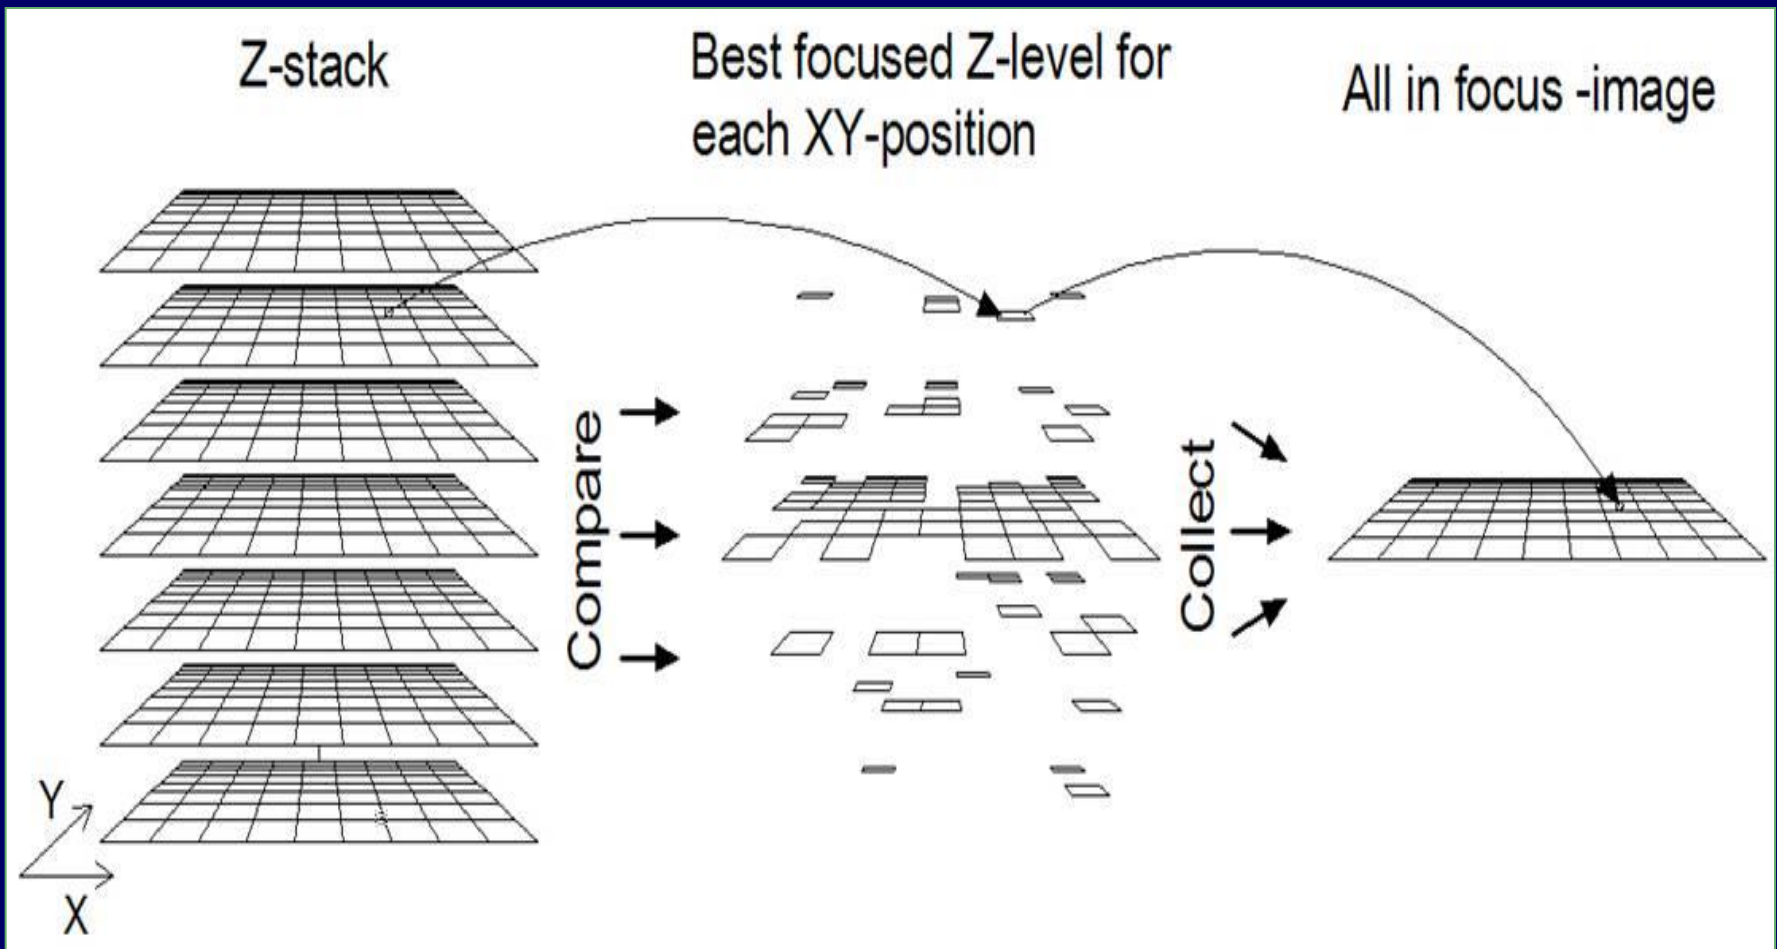 Z-stack
Best focused Z-level for
each XY-position
All in focus -image
Compare
Collect
Y
X